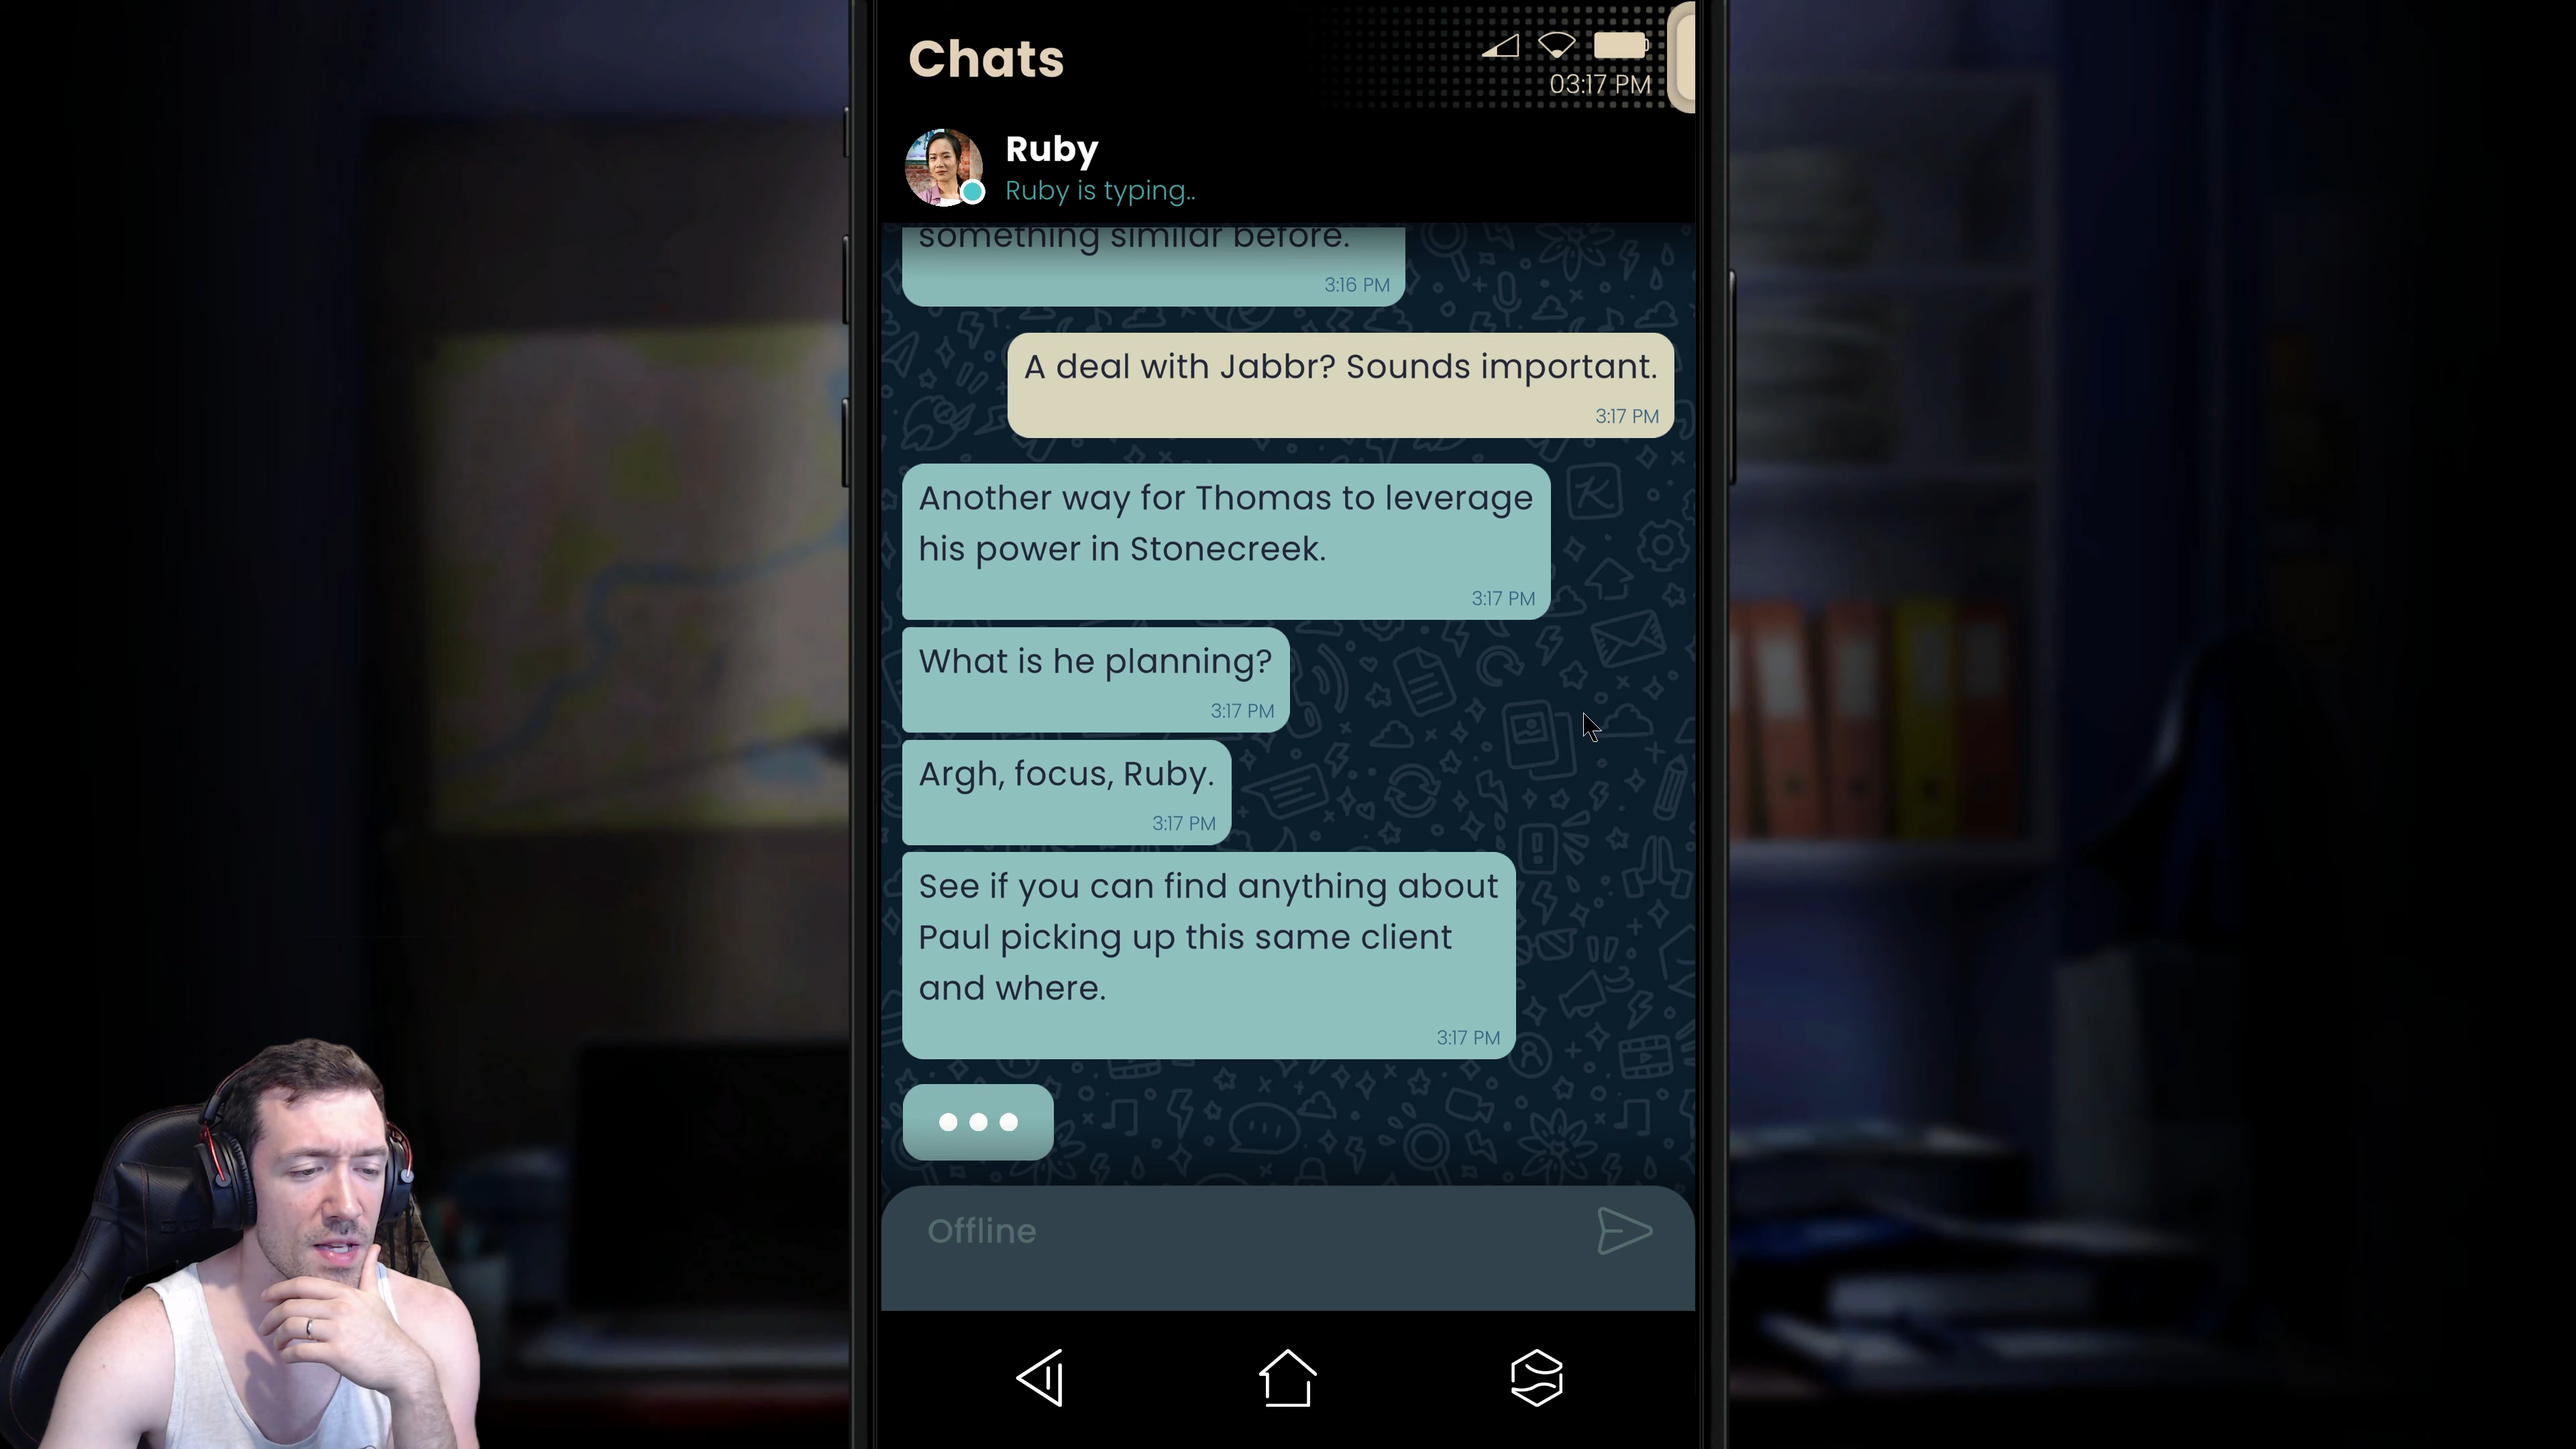 Chats
03:17 PM
Ruby
Ruby is typing..
something similar before.
3:16 PM
A deal with Jabbr? Sounds important.
3:17 PM
Another way for Thomas to leverage
his power in Stonecreek.
3:17 PM
What is he planning?
3:17 PM
Argh, focus, Ruby.
3:17 PM
See if you can find anything about
Paul picking up this same client
and where.
3:17 PM
Offline